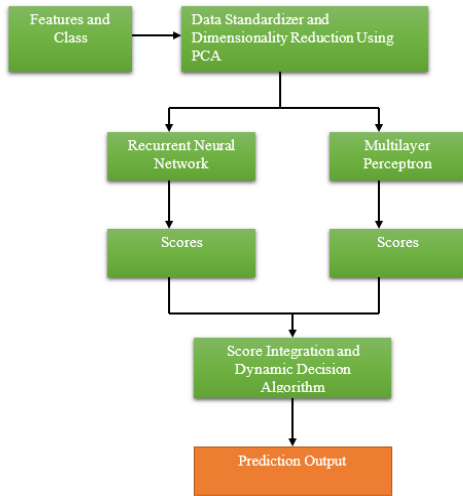 Features and
Class
Data Standardizer and
Dimensionality Reduction Using
PCA
Recurrent Neural
Network
Multilayer
Perceptron
Scores
Scores
Score Integration and
Dynamic Decision
Algorithm
Prediction Output